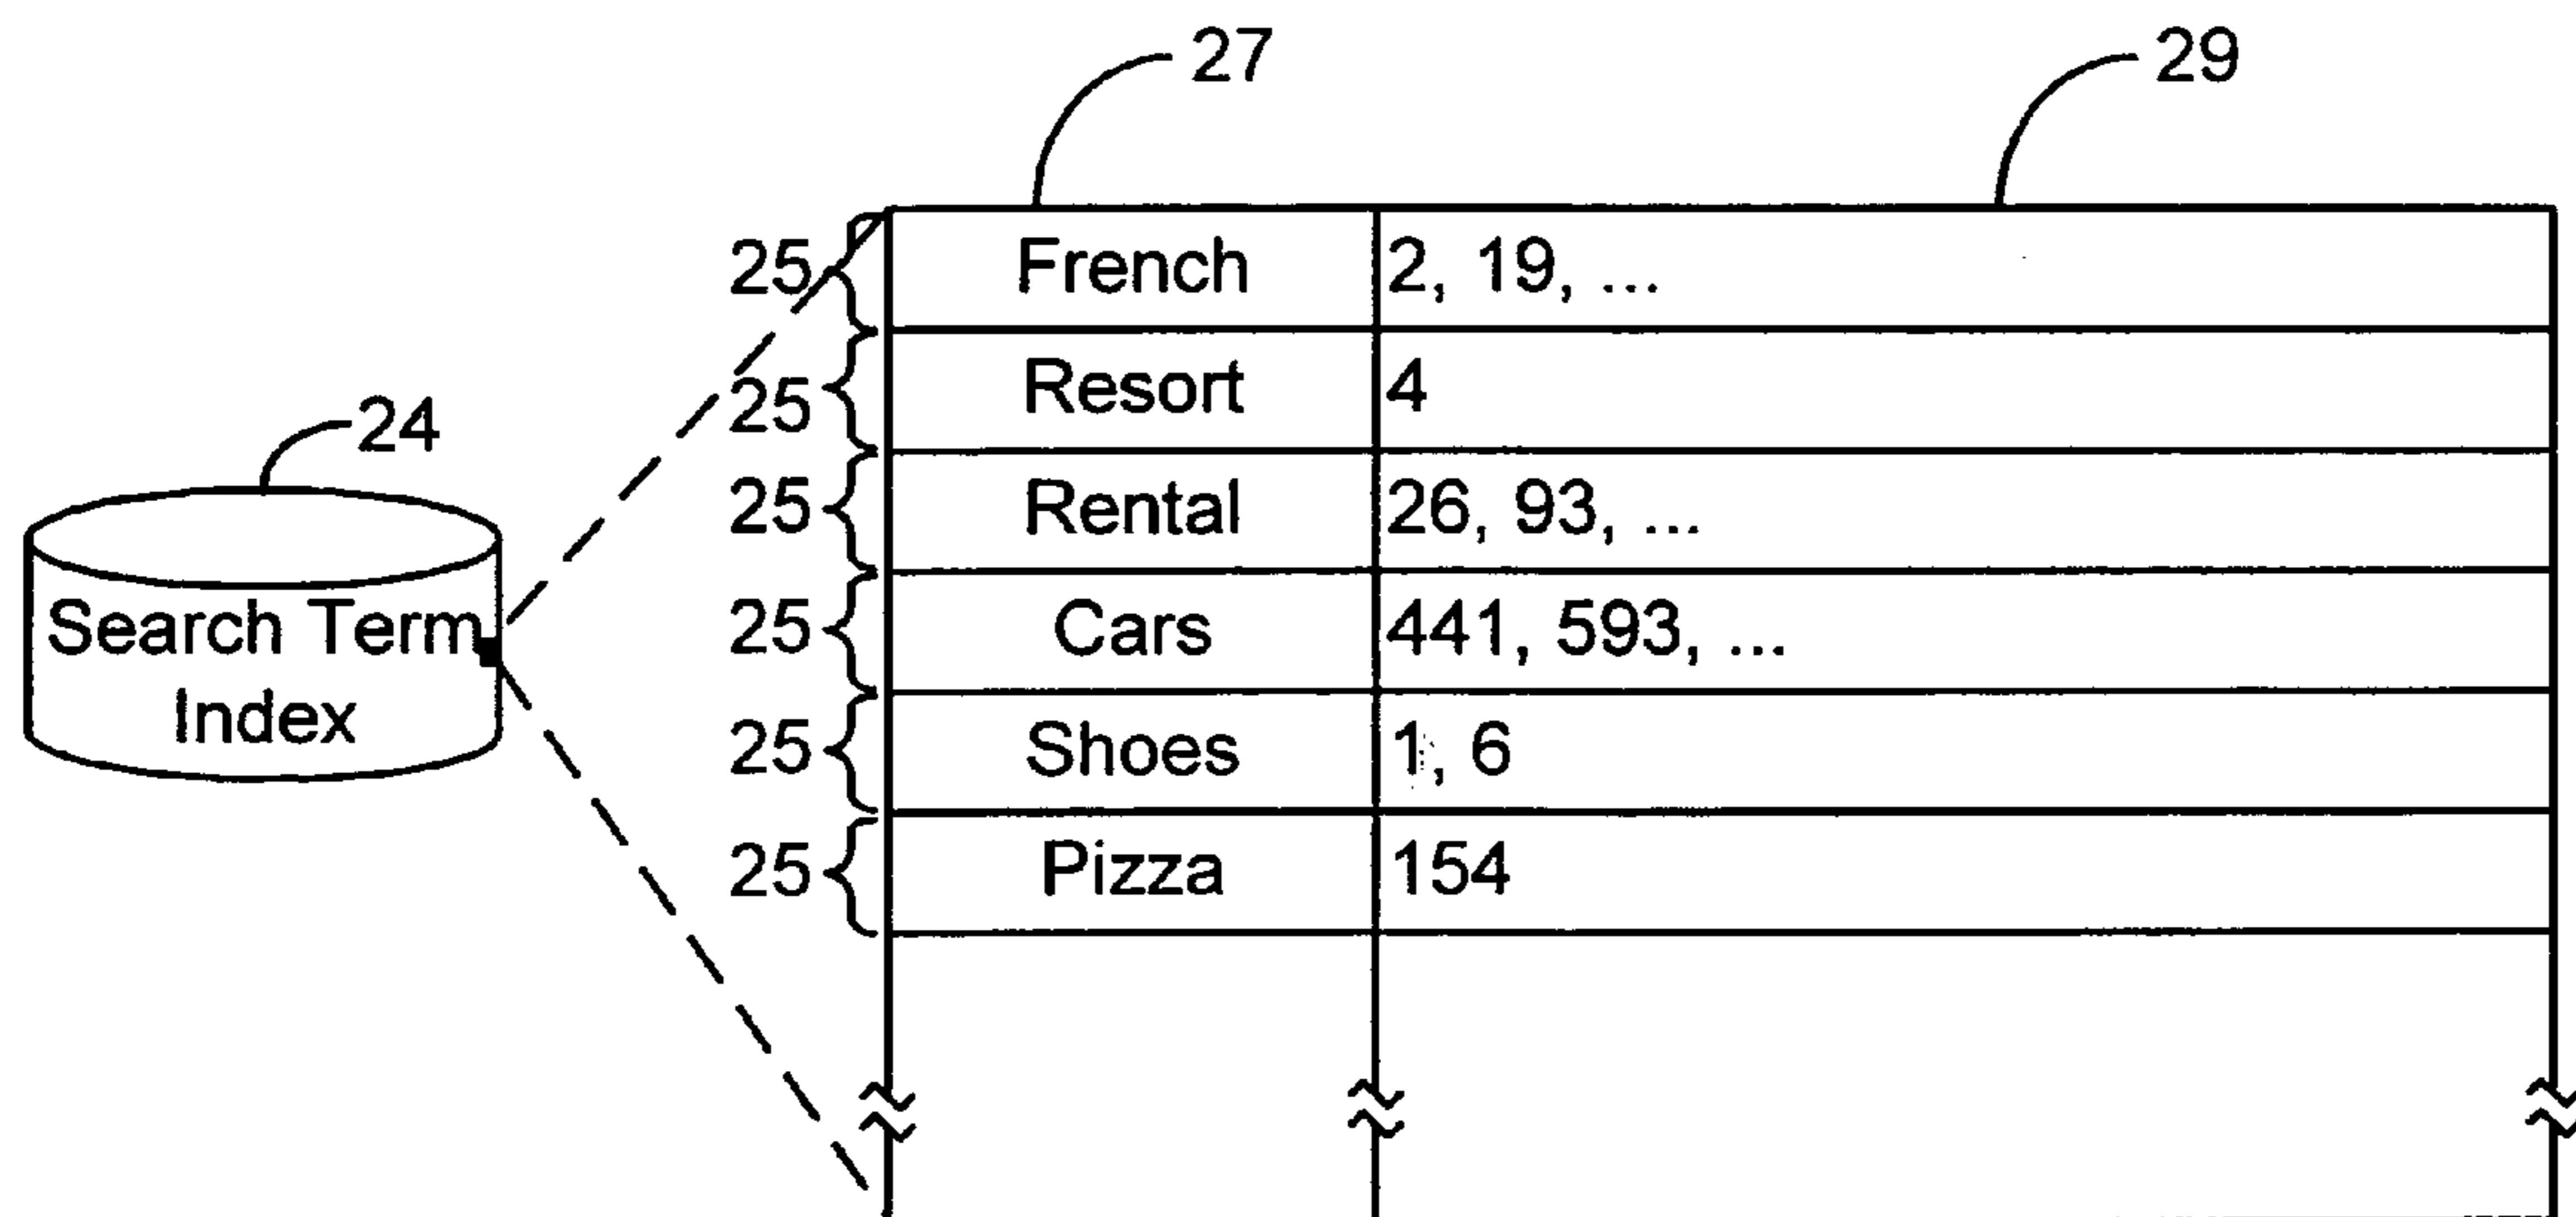 27
29
25 French 2, 19, ...
25 Resort 4
24
25 Rental 26, 93, ...
Search Term
Index
25 Cars 441, 593, ...
25 Shoes 1, 6
25 Pizza 154